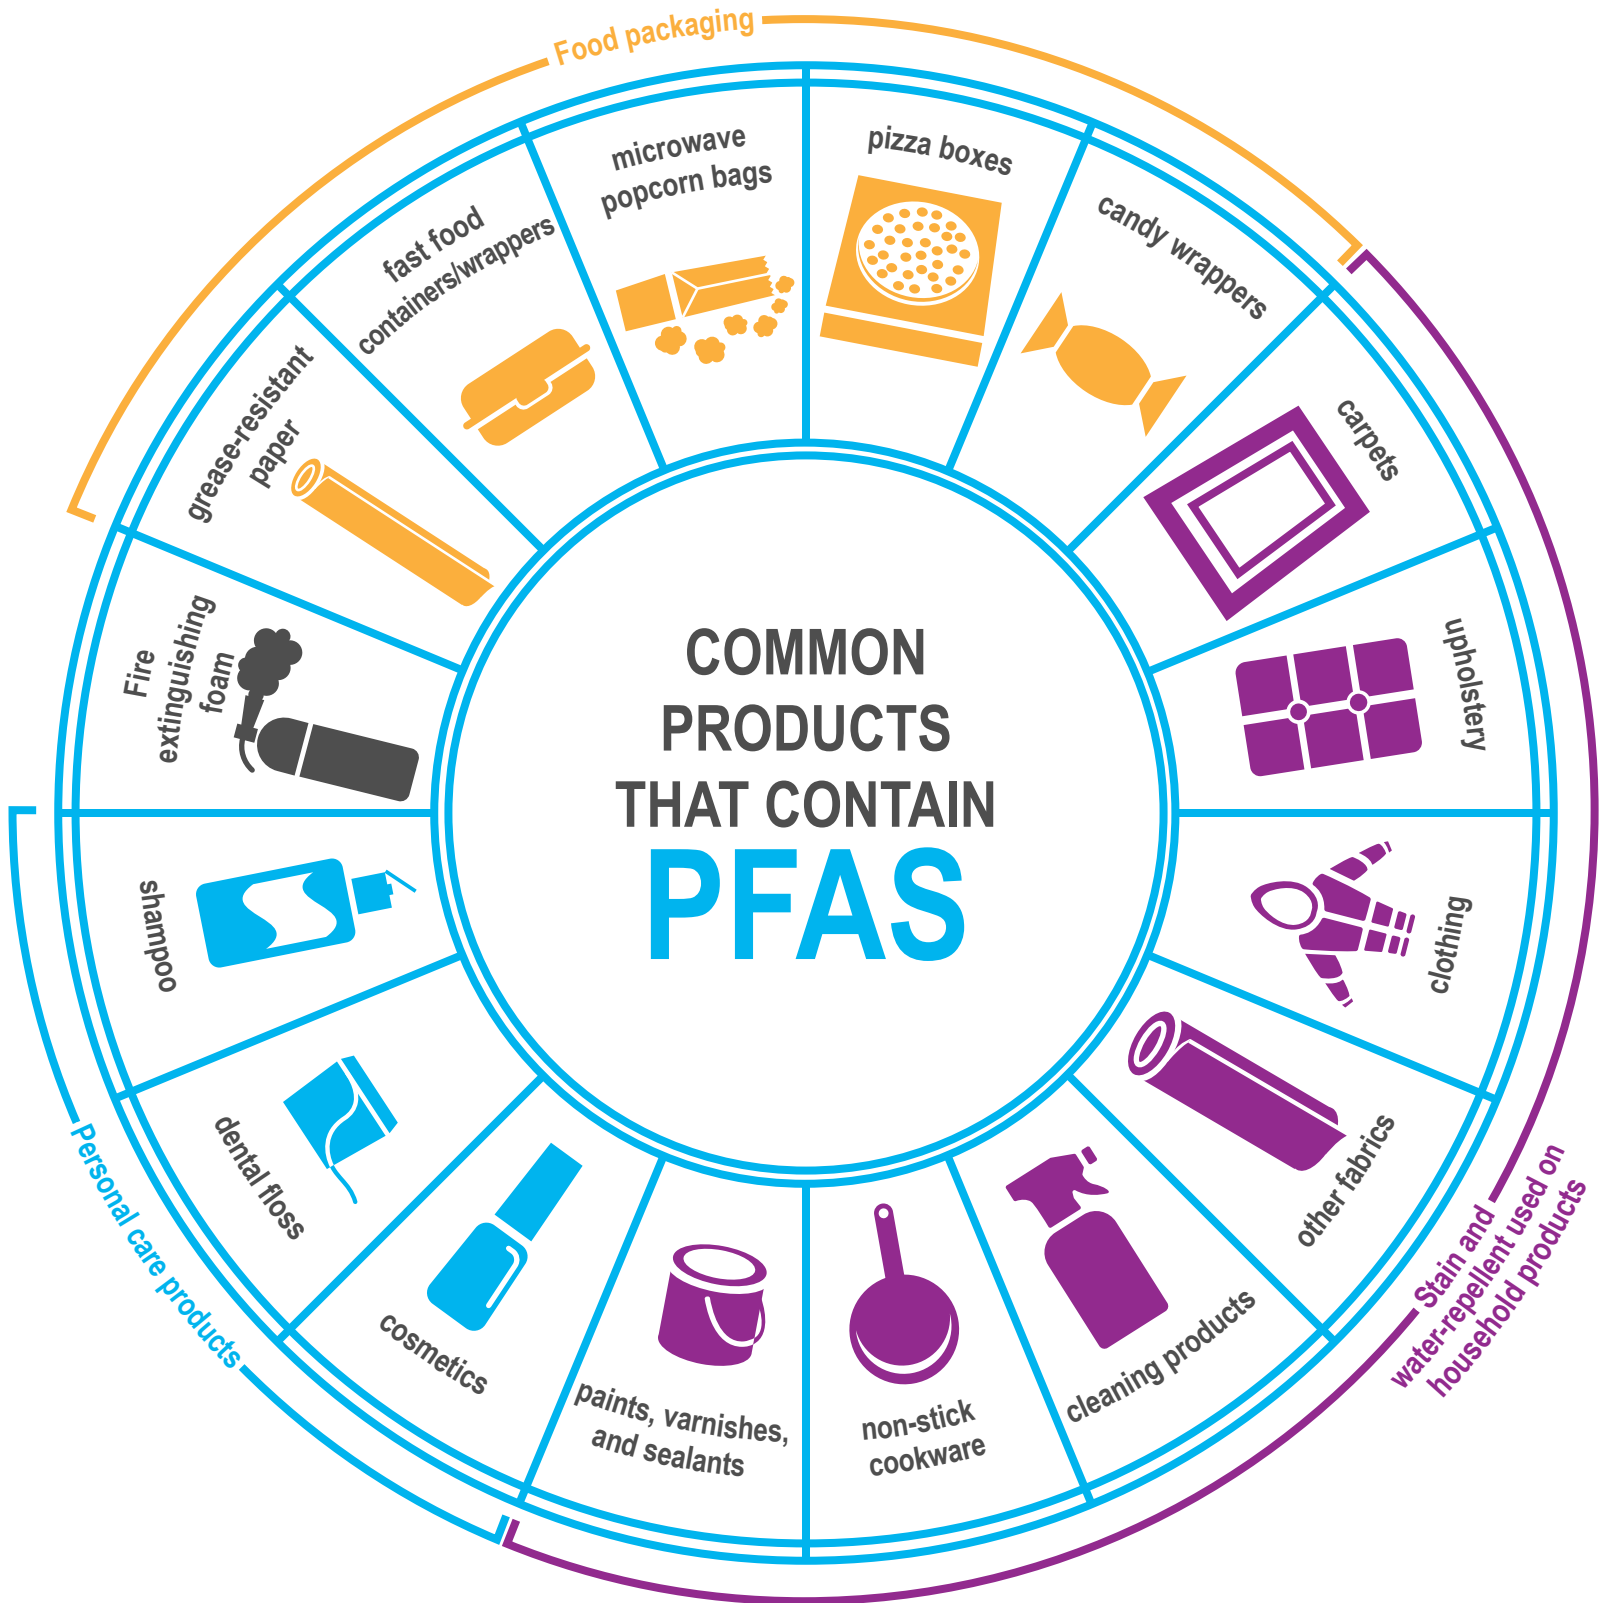 COMMON
PRODUCTS
THAT CONTAIN
PFAS
Food packaging
grease-resistant
paper
fast food
containers/wrappers
microwave
popcorn bags
pizza boxes
candy wrappers
Stain and
water-repellent used on
household products
carpets
upholstery
clothing
other fabrics
cleaning products
non-stick
cookware
paints, varnishes,
and sealants
Personal care products
cosmetics
dental floss
shampoo
Fire
extinguishing
foam